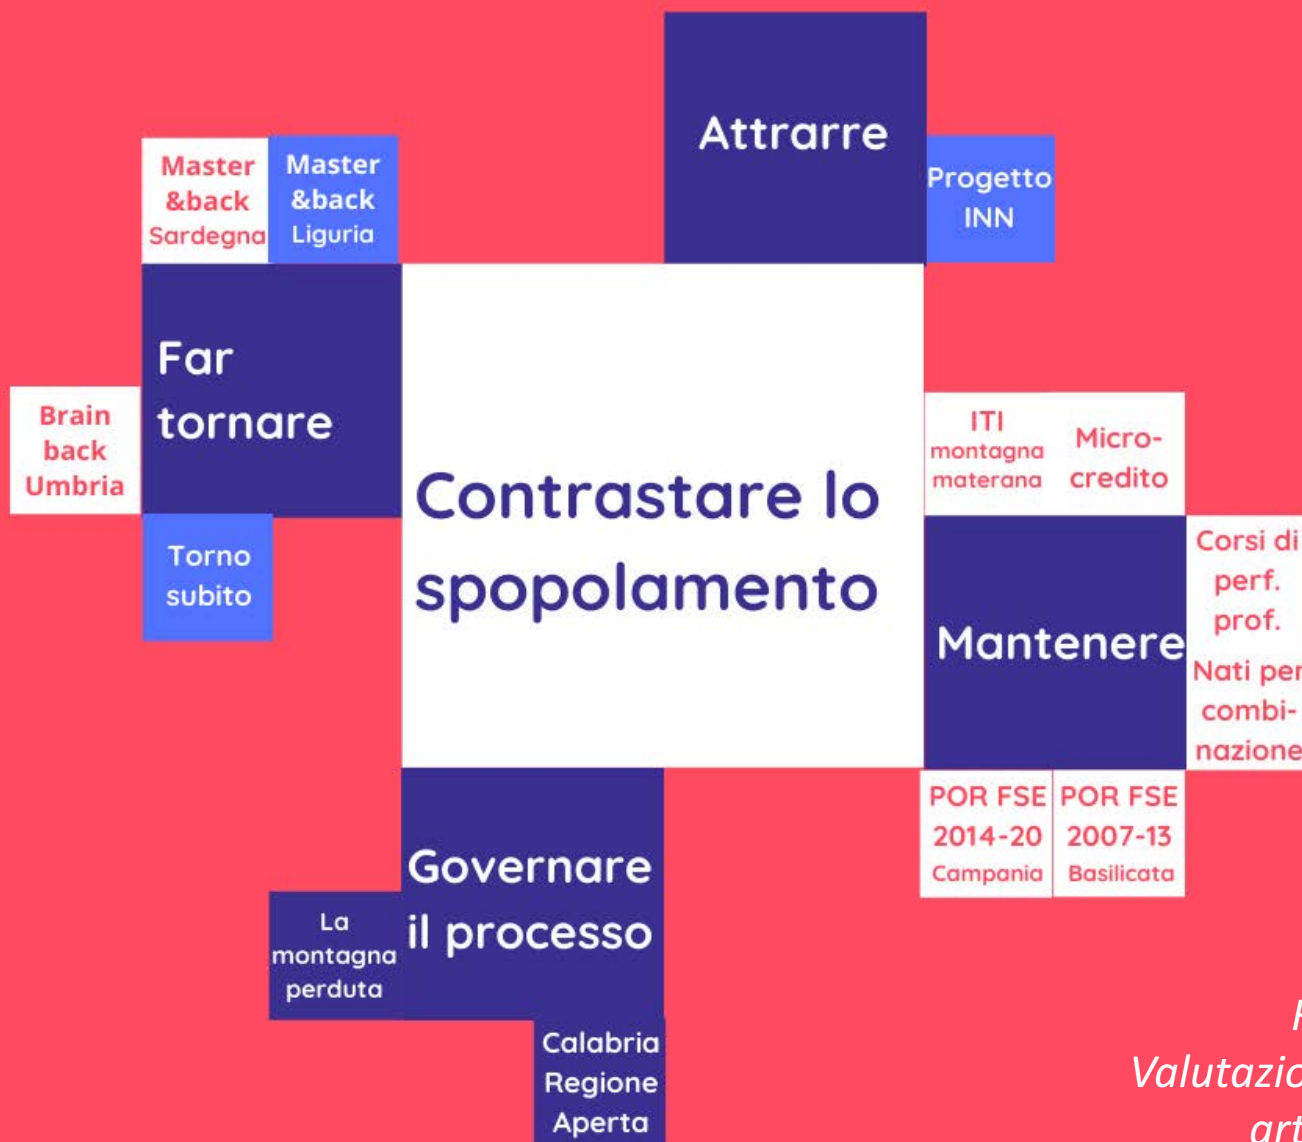 Attrarre
Progetto
INN
Master
&back
Sardegna
Master
&back
Liguria
Far
tornare
Brain
back
Umbria
Torno
subito
Contrastare lo
spopolamento
ITI
montagna
materana
Micro-
credito
Mantenere
Corsi di
perf.
prof.
Nati per
combi-
nazione
POR FSE
2014-20
Campania
POR FSE
2007-13
Basilicata
Governare
il processo
La
montagna
perduta
Calabria
Regione
Aperta